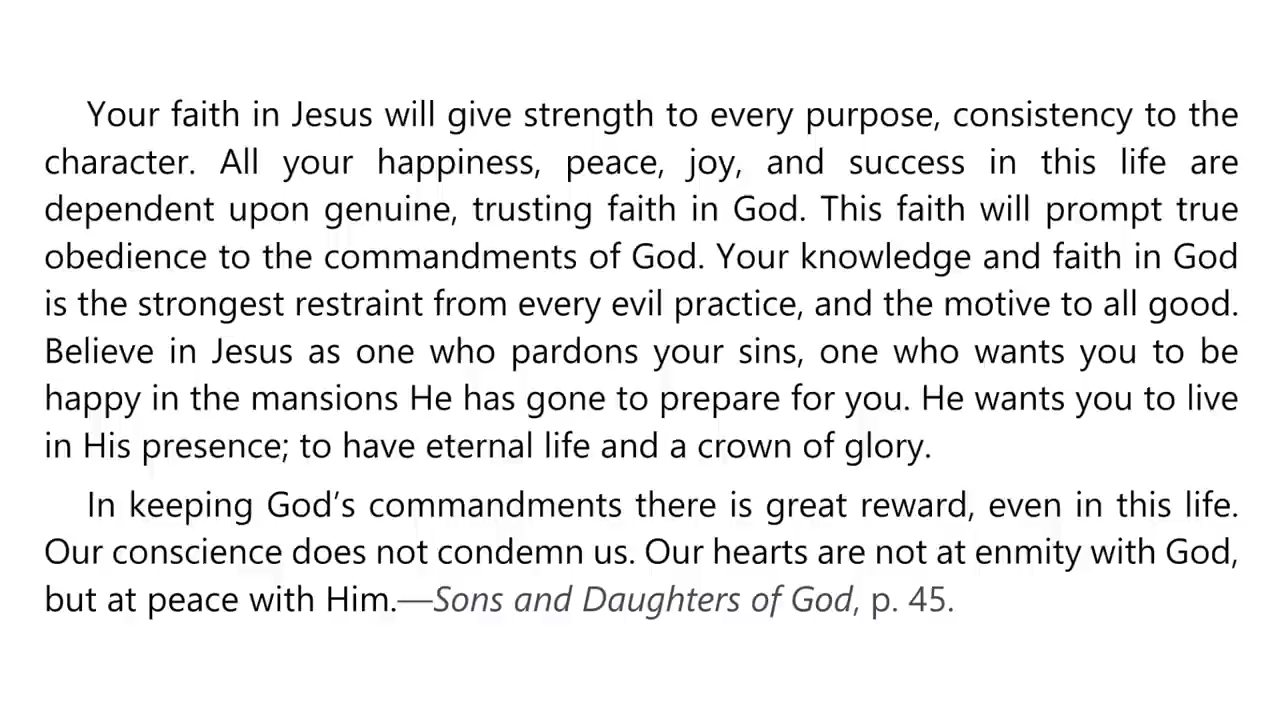 Your faith in Jesus will give strength to every purpose, consistency to the
character. All your happiness, peace, joy, and success in this life are
dependent upon genuine, trusting faith in God. This faith will prompt true
obedience to the commandments of God. Your knowledge and faith in God
is the strongest restraint from every evil practice, and the motive to all good.
Believe in Jesus as one who pardons your sins, one who wants you to be
happy in the mansions He has gone to prepare for you. He wants you to live
in His presence; to have eternal life and a crown of glory.
In keeping God’s commandments there is great reward, even in this life.
Our conscience does not condemn us. Our hearts are not at enmity with God,
but at peace with Him.—Sons and Daughters of God, p. 45.